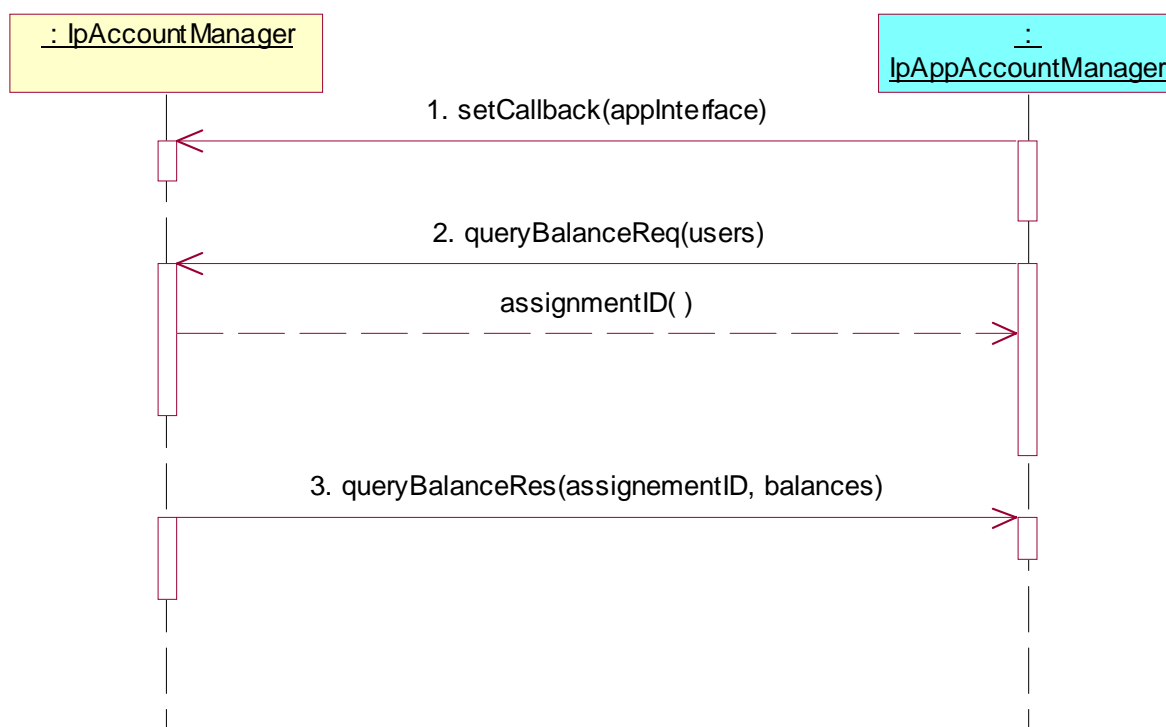 : IpAccountManager
:
IpAppAccountManager
1. setCallback(appInterface)
2. queryBalanceReq(users)
assignmentID( )
3. queryBalanceRes(assignementID, balances)